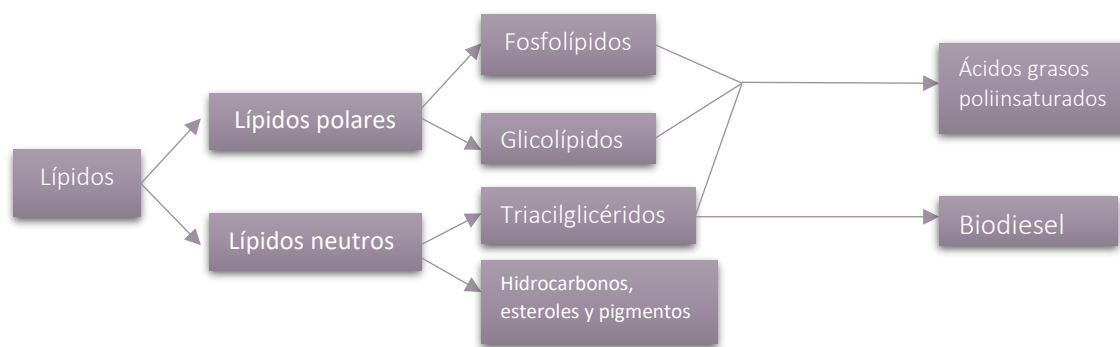 Lípidos
Lípidos polares
Lípidos neutros
Fosfolípidos
Glicolípidos
Triacilglicéridos
Hidrocarbonos,
esteroles y pigmentos
Ácidos grasos
poliinsaturados
Biodiesel